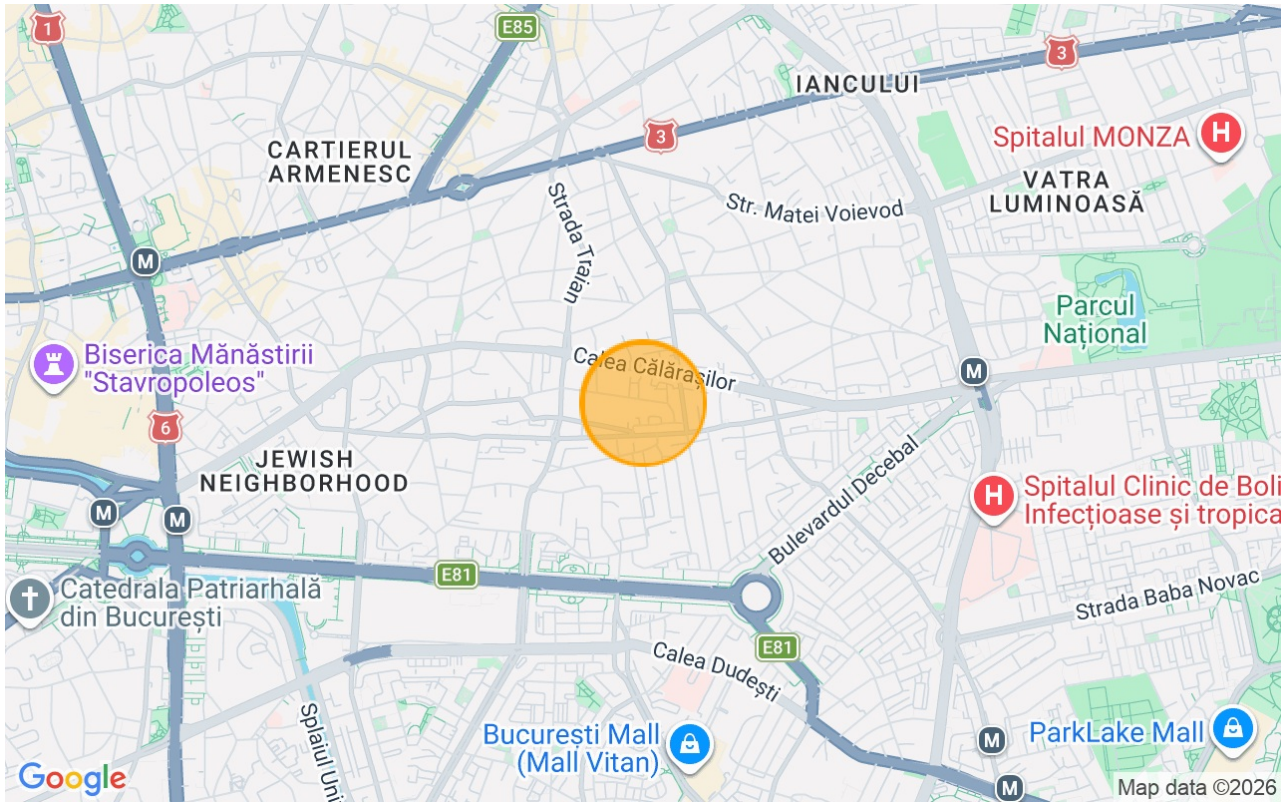 1
E85
3
IANCULUI
3
Spitalul MONZA
H
CARTIERUL
ARMENESC
VATRA
LUMINOASĂ
Strada Traian
Str. Matei Voievod
M
Parcul
Național
Biserica Mănăstirii
"Stavropoleos"
Calea Călărașilor
M
6
JEWISH
NEIGHBORHOOD
Bulevardul Decebal
H
Spitalul Clinic de Boli
Infecțioase și tropica
M
M
E81
Catedrala Patriarhală
din București
Strada Baba Novac
E81
Calea Dudești
Splaiul Uni
București Mall
(Mall Vitan)
M
ParkLake Mall
M
Google
Map data ©2026